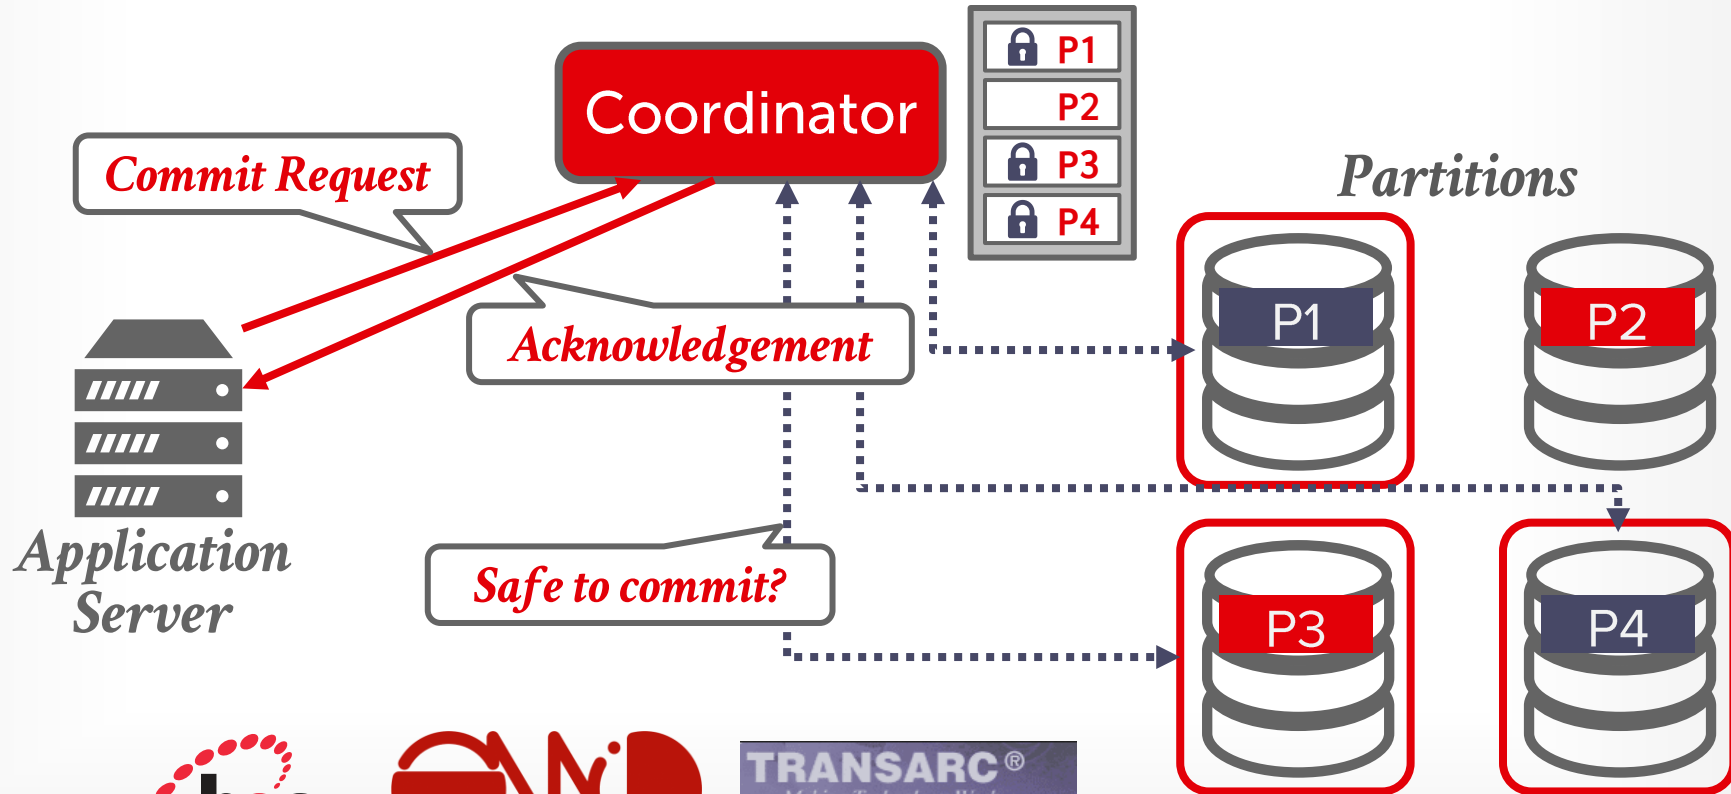 Coordinator
P1
P2
P3
P4
Commit Request
Partitions
Acknowledgement
P1
P2
Application
Server
Safe to commit?
P3
P4
TRANSARC®